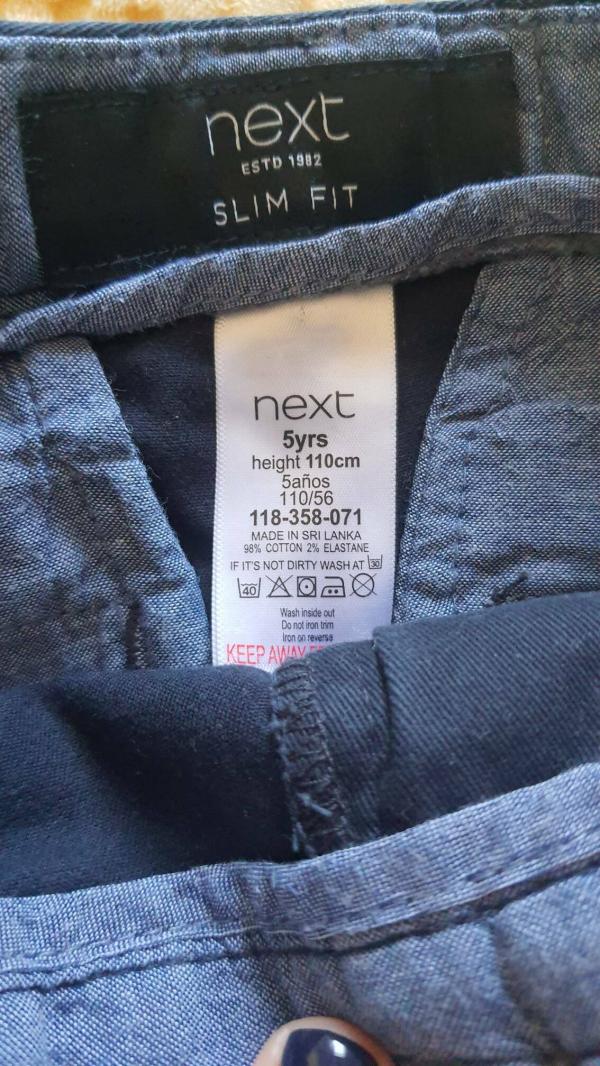 next
ESTD 1982
SLIM FIT
next
5yrs
height 110cm
5años
110/56
118-358-071
MADE IN SRI LANKA
98% COTTON 2% ELASTANE
IF IT'S NOT DIRTY WASH AT 30
40
Wash inside out
Do not iron trim
Iron on reverse
KEEP AWAY